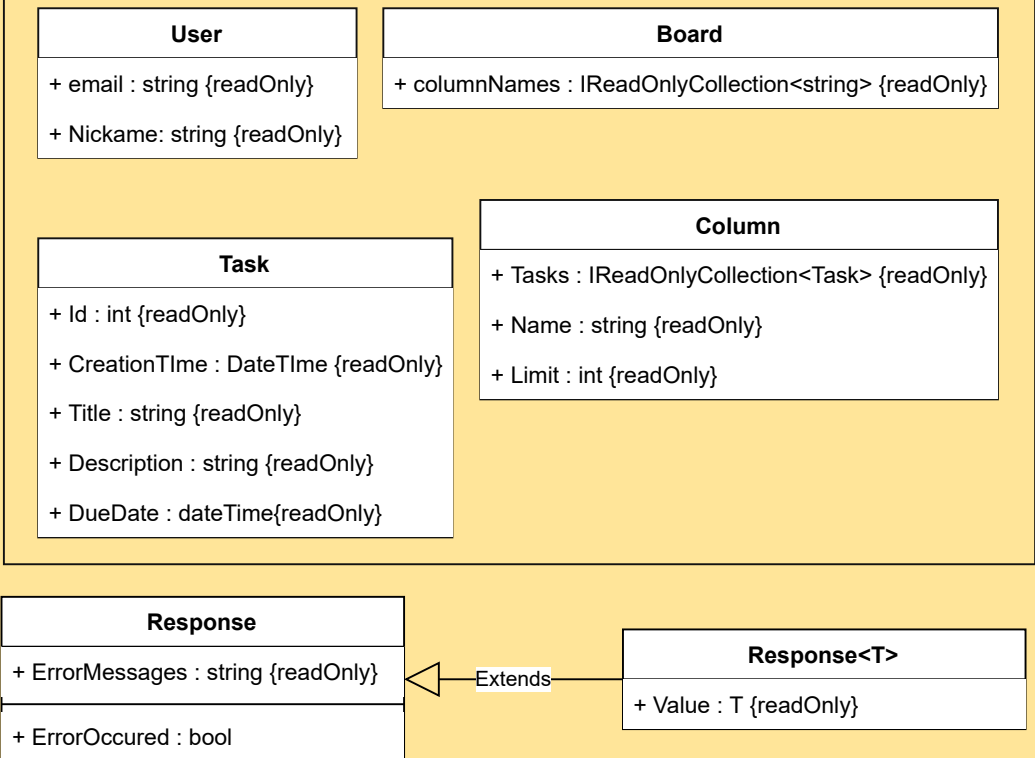 User
+ email : string {readOnly}
+ Nickame: string {readOnly}
Board
+ columnNames : IReadOnlyCollection<string> {readOnly}
Task
+ Id : int {readOnly}
+ CreationTIme : DateTIme {readOnly}
+ Title : string {readOnly}
+ Description : string {readOnly}
+ DueDate : dateTime{readOnly}
Column
+ Tasks : IReadOnlyCollection<Task> {readOnly}
+ Name : string {readOnly}
+ Limit : int {readOnly}
Response
+ ErrorMessages : string {readOnly}
+ ErrorOccured : bool
Extends
Response<T>
+ Value : T {readOnly}